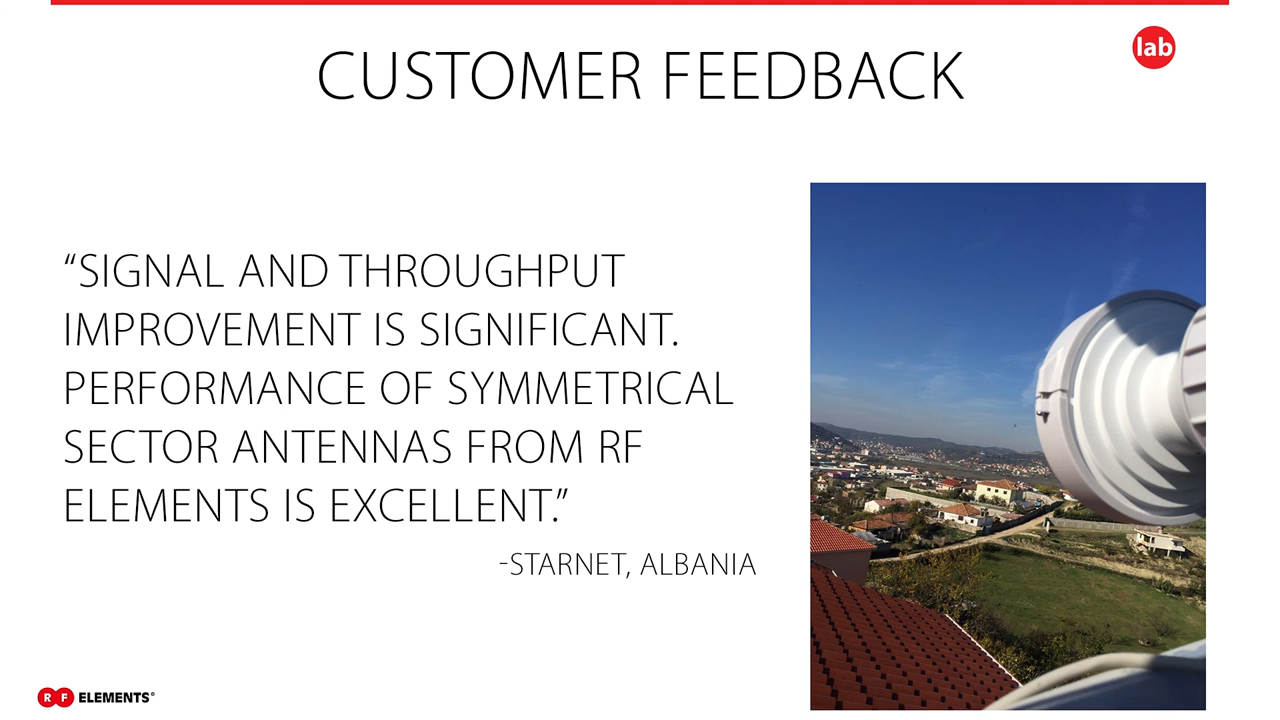 lab
CUSTOMER FEEDBACK
“SIGNAL AND THROUGHPUT
IMPROVEMENT IS SIGNIFICANT.
PERFORMANCE OF SYMMETRICAL
SECTOR ANTENNAS FROM RF
ELEMENTS IS EXCELLENT.”
-STARNET, ALBANIA
RF ELEMENTS®